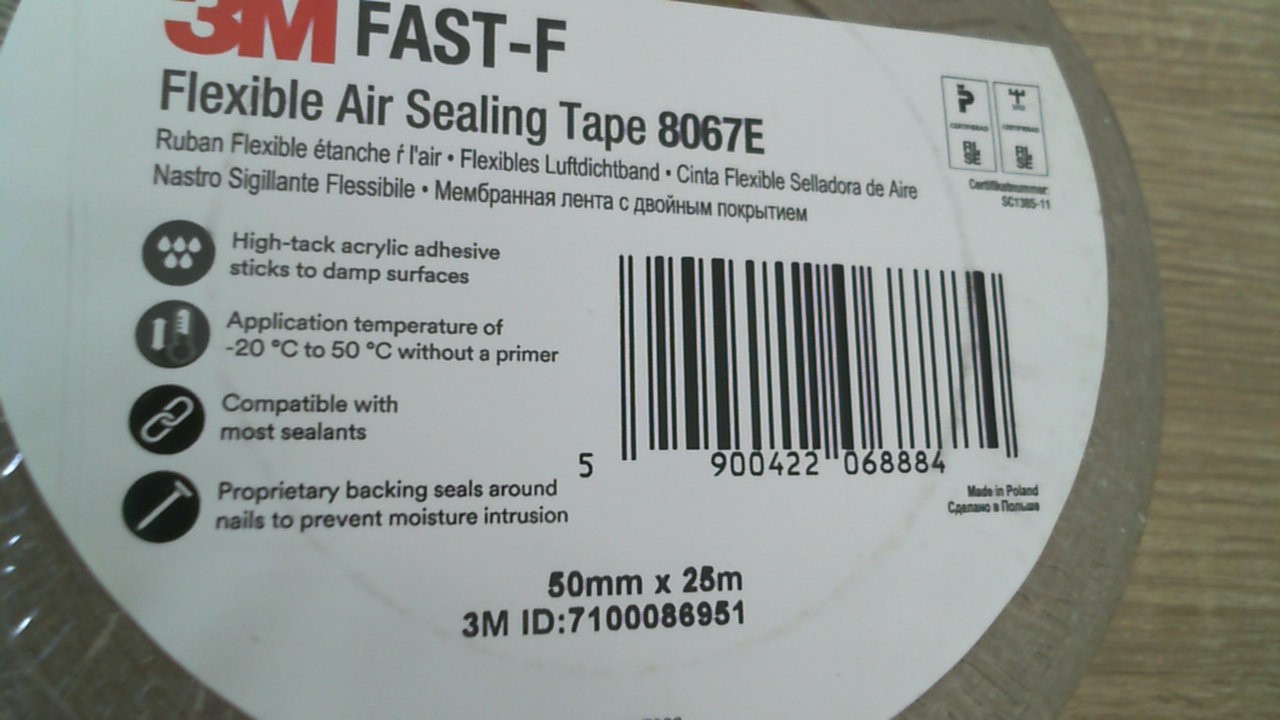 3M FAST-F
Flexible Air Sealing Tape 8067E
Ruban Flexible étanche ŕ l'air • Flexibles Luftdichtband • Cinta Flexible Selladora de Aire
Nastro Sigillante Flessibile • Мембранная лента с двойным покрытием
Certifikatnummer:
SC1385-11
High-tack acrylic adhesive
sticks to damp surfaces
Application temperature of
-20 °C to 50 °C without a primer
Compatible with
most sealants
Proprietary backing seals around
nails to prevent moisture intrusion
5 900422 068884
Made in Poland
Сделано в Польше
50mm x 25m
3M ID:7100086951